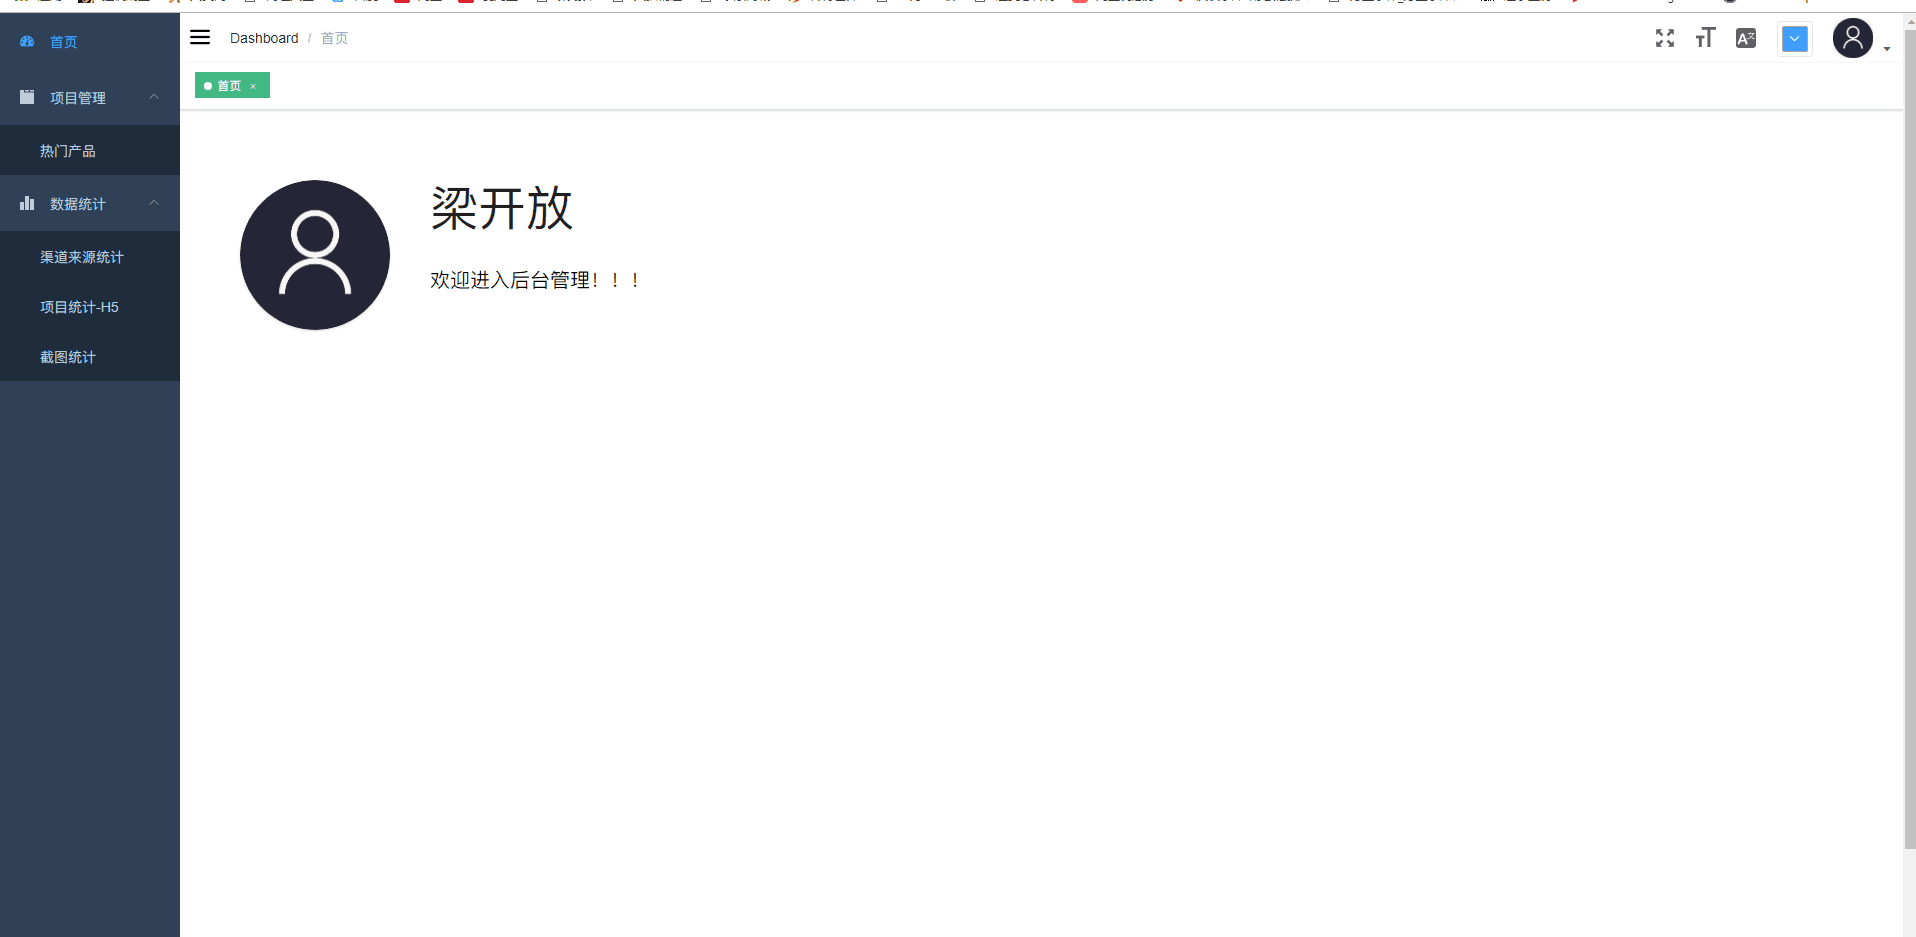 首页
项目管理
热门产品
数据统计
渠道来源统计
项目统计-H5
截图统计
Dashboard / 首页
首页 ×
梁开放
欢迎进入后台管理！！！